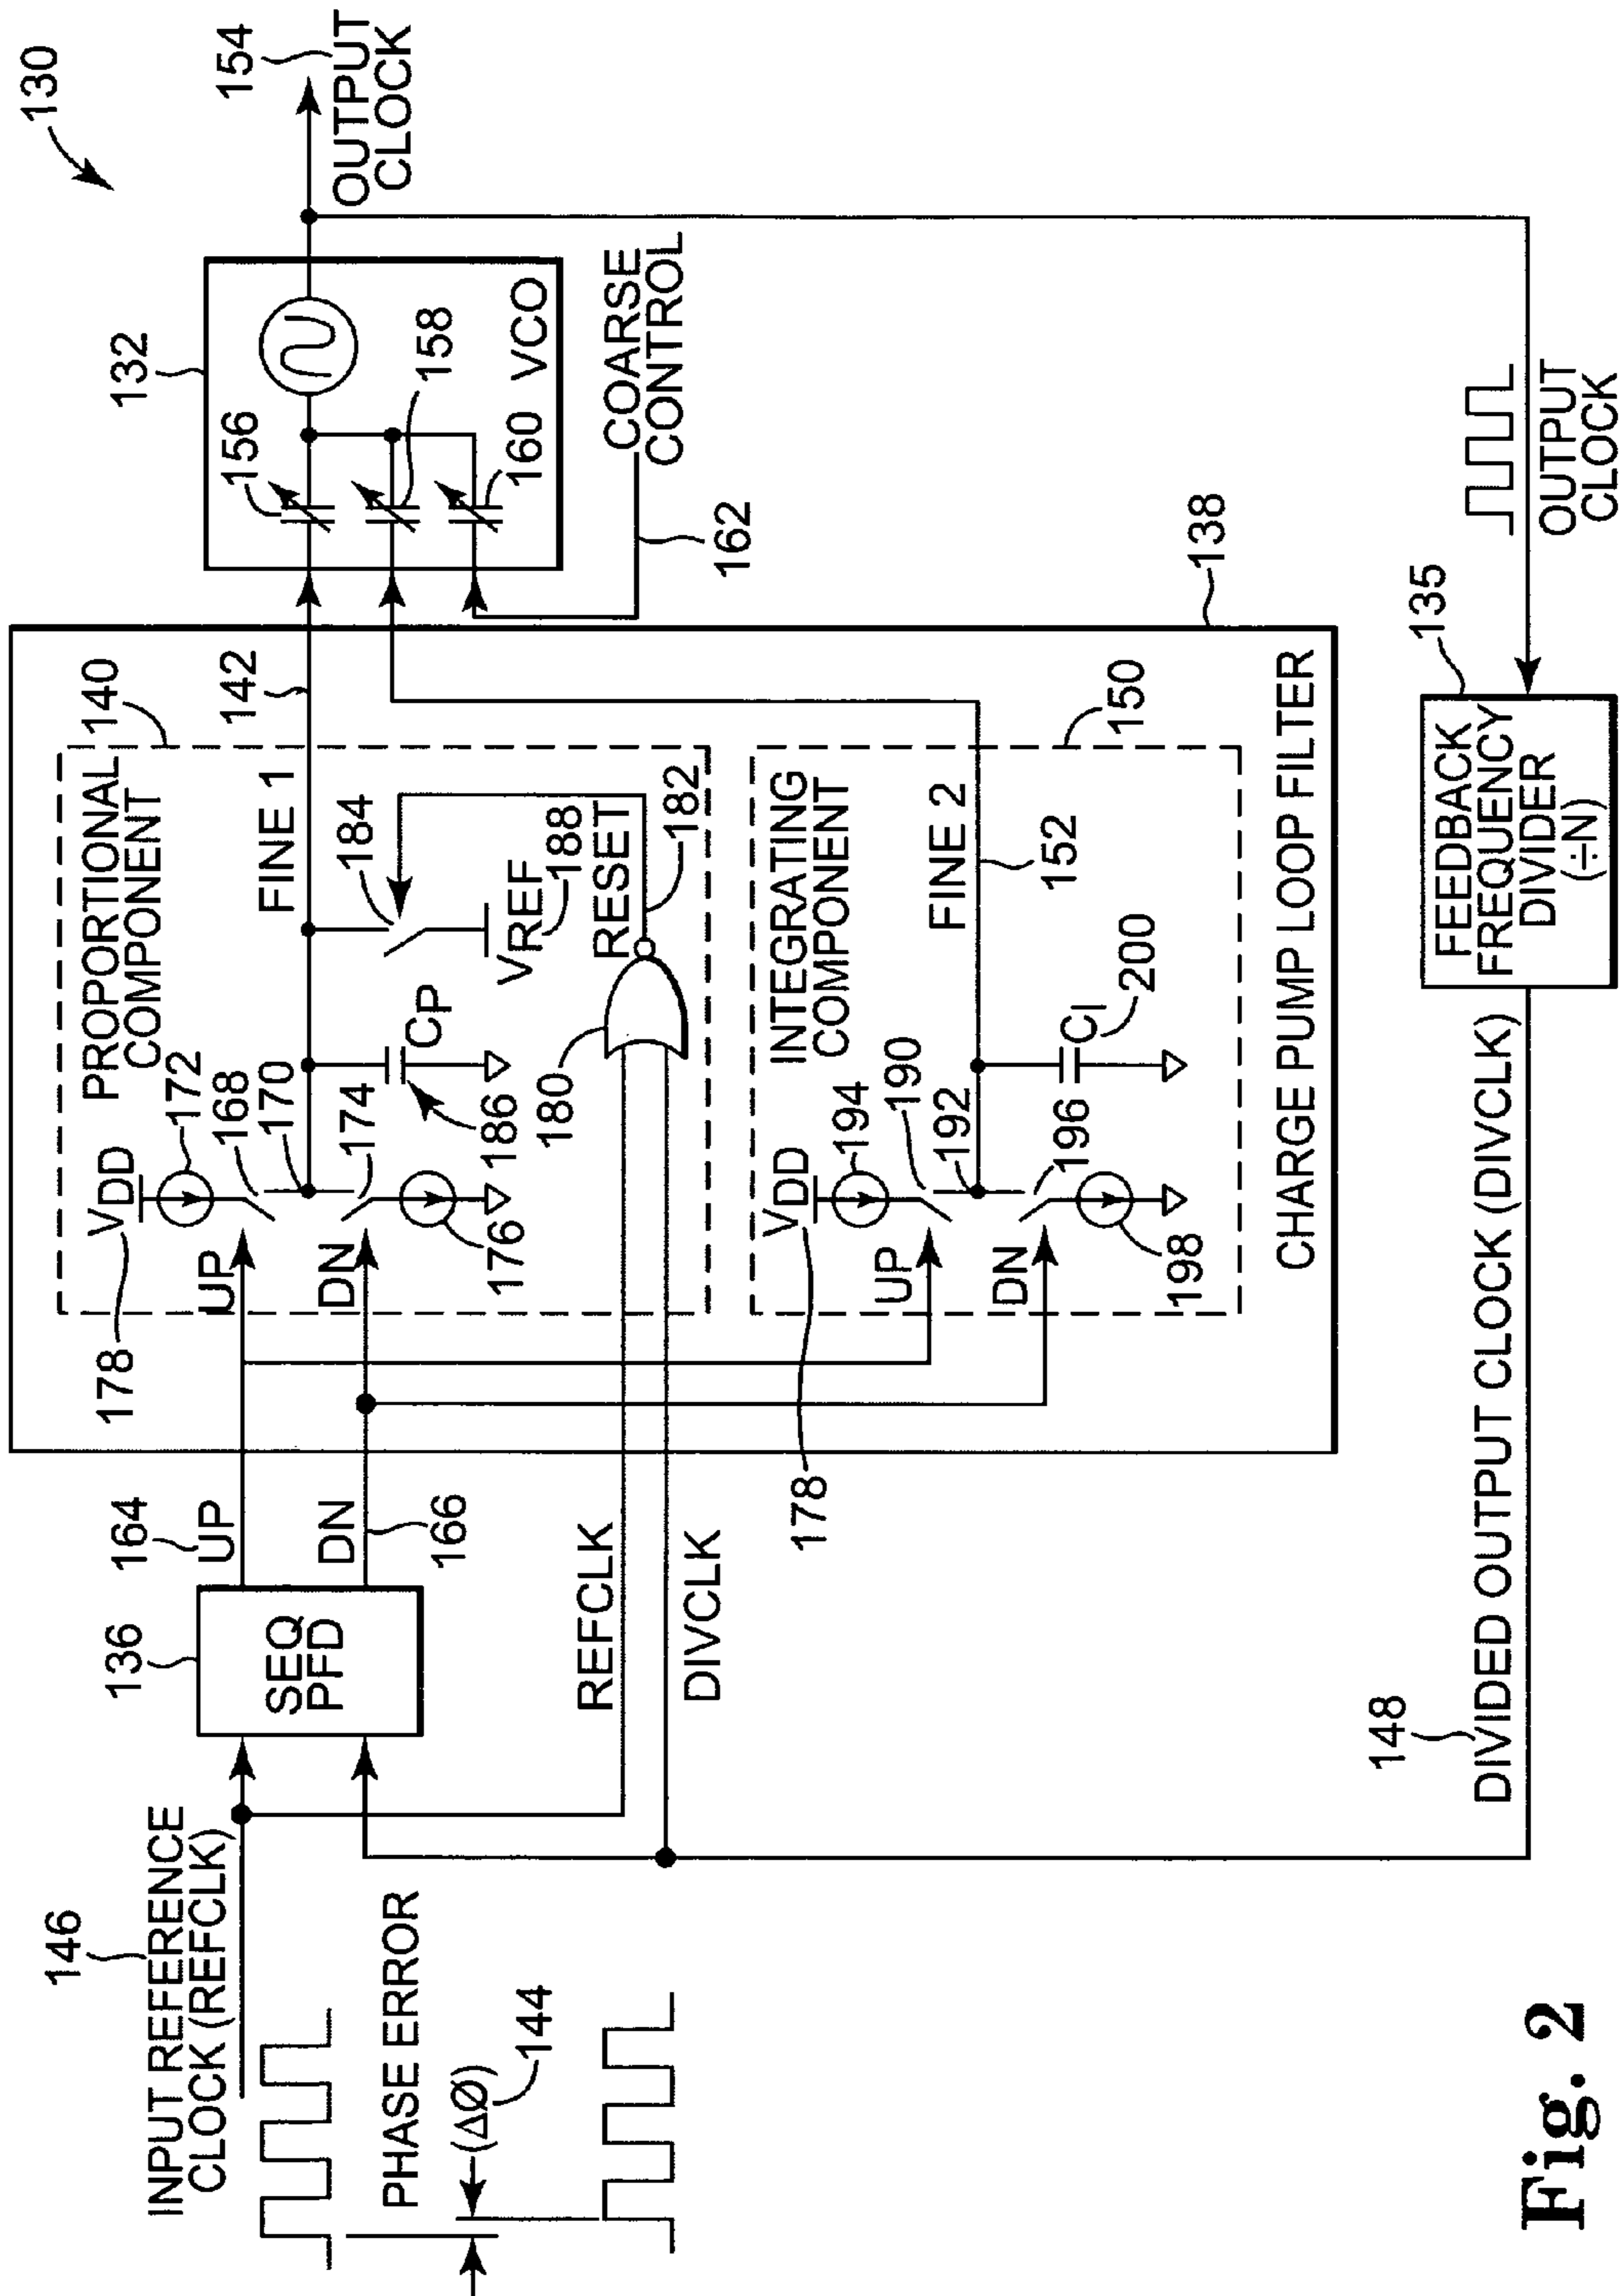 130
146
INPUT REFERENCE
CLOCK (REFCLK)
PHASE ERROR
(ΔØ)
144
136
SEQ
PFD
164
UP
DN
166
REFCLK
DIVCLK
178
VDD
PROPORTIONAL
COMPONENT
140
172
168
170
174
176
UP
DN
FINE 1
142
CP
186
184
VREF
188
RESET
182
180
178
VDD
INTEGRATING
COMPONENT
150
194
190
192
196
198
UP
DN
FINE 2
152
CI
200
CHARGE PUMP LOOP FILTER
138
132
156
158
160
VCO
COARSE
CONTROL
162
154
OUTPUT
CLOCK
OUTPUT
CLOCK
135
FEEDBACK
FREQUENCY
DIVIDER
(÷N)
148
DIVIDED OUTPUT CLOCK (DIVCLK)
Fig. 2